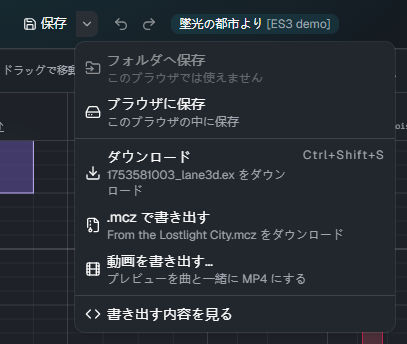 保存
墜光の都市より [ES3 demo]
ドラッグで移動
フォルダへ保存
このブラウザでは使えません
ブラウザに保存
このブラウザの中に保存
ダウンロード Ctrl+Shift+S
1753581003_lane3d.ex をダウン
ロード
.mcz で書き出す
From the Lostlight City.mcz をダウンロード
動画を書き出す...
プレビューを曲と一緒に MP4 にする
書き出す内容を見る